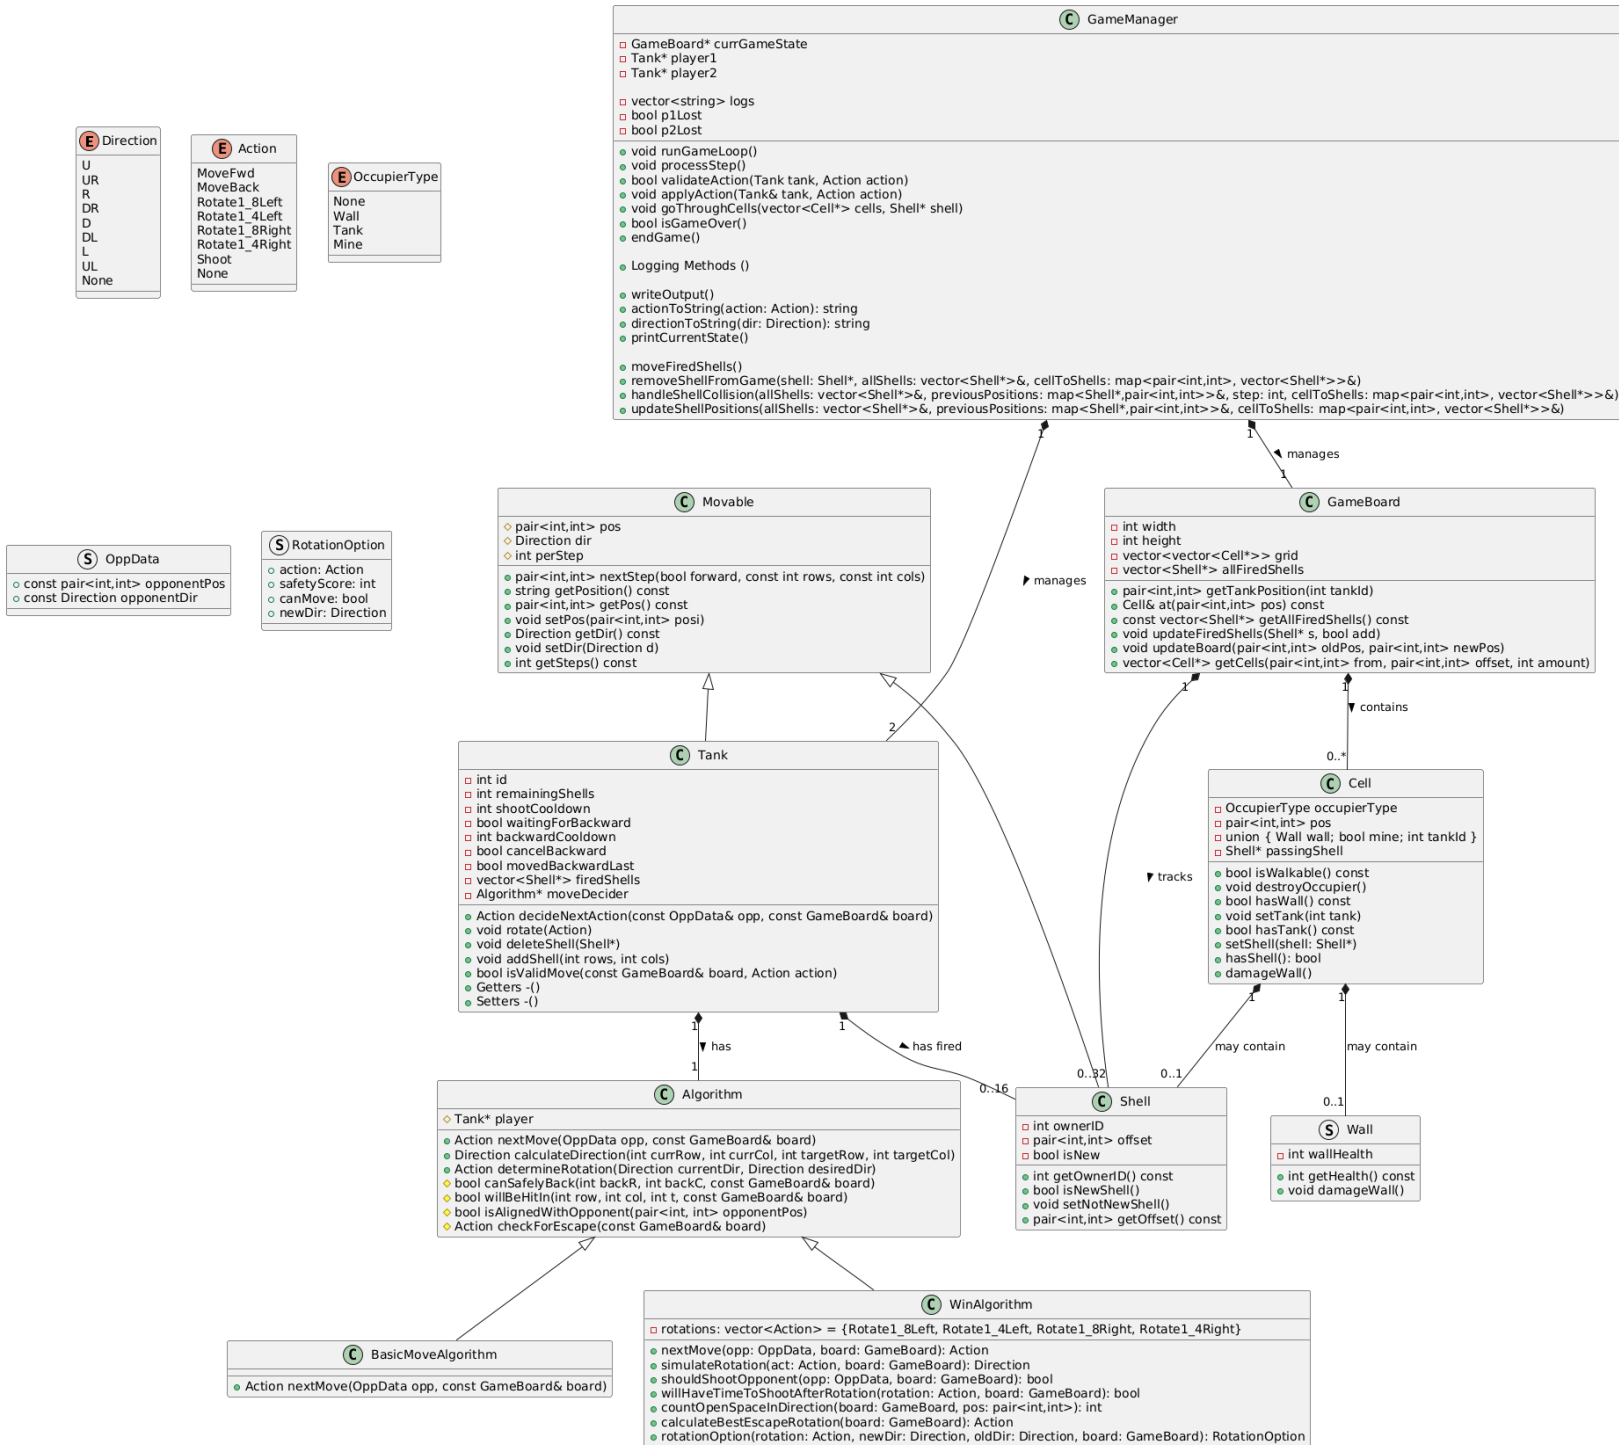 C GameManager
GameBoard* currGameState
Tank* player1
Tank* player2
vector<string> logs
bool p1Lost
bool p2Lost
void runGameLoop()
void processStep()
bool validateAction(Tank tank, Action action)
void applyAction(Tank& tank, Action action)
void goThroughCells(vector<Cell*> cells, Shell* shell)
bool isGameOver()
endGame()
Logging Methods ()
writeOutput()
actionToString(action: Action): string
directionToString(dir: Direction): string
printCurrentState()
moveFiredShells()
removeShellFromGame(shell: Shell*, allShells: vector<Shell*>&, cellToShells: map<pair<int,int>, vector<Shell*>>&)
handleShellCollision(allShells: vector<Shell*>&, previousPositions: map<Shell*,pair<int,int>>&, step: int, cellToShells: map<pair<int,int>, vector<Shell*>>&)
updateShellPositions(allShells: vector<Shell*>&, previousPositions: map<Shell*,pair<int,int>>&, cellToShells: map<pair<int,int>, vector<Shell*>>&)
E Direction
U
UR
R
DR
D
DL
L
UL
None
E Action
MoveFwd
MoveBack
Rotate1_8Left
Rotate1_4Left
Rotate1_8Right
Rotate1_4Right
Shoot
None
E OccupierType
None
Wall
Tank
Mine
1
1
manages
1
manages
2
S OppData
const pair<int,int> opponentPos
const Direction opponentDir
S RotationOption
action: Action
safetyScore: int
canMove: bool
newDir: Direction
C Movable
pair<int,int> pos
Direction dir
int perStep
pair<int,int> nextStep(bool forward, const int rows, const int cols)
string getPosition() const
pair<int,int> getPos() const
void setPos(pair<int,int> posi)
Direction getDir() const
void setDir(Direction d)
int getSteps() const
C GameBoard
int width
int height
vector<vector<Cell*>> grid
vector<Shell*> allFiredShells
pair<int,int> getTankPosition(int tankId)
Cell& at(pair<int,int> pos) const
const vector<Shell*> getAllFiredShells() const
void updateFiredShells(Shell* s, bool add)
void updateBoard(pair<int,int> oldPos, pair<int,int> newPos)
vector<Cell*> getCells(pair<int,int> from, pair<int,int> offset, int amount)
1
1
contains
0..*
tracks
C Tank
int id
int remainingShells
int shootCooldown
bool waitingForBackward
int backwardCooldown
bool cancelBackward
bool movedBackwardLast
vector<Shell*> firedShells
Algorithm* moveDecider
Action decideNextAction(const OppData& opp, const GameBoard& board)
void rotate(Action)
void deleteShell(Shell*)
void addShell(int rows, int cols)
bool isValidMove(const GameBoard& board, Action action)
Getters -()
Setters -()
C Cell
OccupierType occupierType
pair<int,int> pos
union { Wall wall; bool mine; int tankId }
Shell* passingShell
bool isWalkable() const
void destroyOccupier()
bool hasWall() const
void setTank(int tank)
bool hasTank() const
setShell(shell: Shell*)
hasShell(): bool
damageWall()
1
has
1
1
has fired
0..16
0..32
1
may contain
0..1
1
may contain
0..1
C Algorithm
Tank* player
Action nextMove(OppData opp, const GameBoard& board)
Direction calculateDirection(int currRow, int currCol, int targetRow, int targetCol)
Action determineRotation(Direction currentDir, Direction desiredDir)
bool canSafelyBack(int backR, int backC, const GameBoard& board)
bool willBeHitIn(int row, int col, int t, const GameBoard& board)
bool isAlignedWithOpponent(pair<int, int> opponentPos)
Action checkForEscape(const GameBoard& board)
C Shell
int ownerID
pair<int,int> offset
bool isNew
int getOwnerID() const
bool isNewShell()
void setNotNewShell()
pair<int,int> getOffset() const
S Wall
int wallHealth
int getHealth() const
void damageWall()
C BasicMoveAlgorithm
Action nextMove(OppData opp, const GameBoard& board)
C WinAlgorithm
rotations: vector<Action> = {Rotate1_8Left, Rotate1_4Left, Rotate1_8Right, Rotate1_4Right}
nextMove(opp: OppData, board: GameBoard): Action
simulateRotation(act: Action, board: GameBoard): Direction
shouldShootOpponent(opp: OppData, board: GameBoard): bool
willHaveTimeToShootAfterRotation(rotation: Action, board: GameBoard): bool
countOpenSpaceInDirection(board: GameBoard, pos: pair<int,int>): int
calculateBestEscapeRotation(board: GameBoard): Action
rotationOption(rotation: Action, newDir: Direction, oldDir: Direction, board: GameBoard): RotationOption